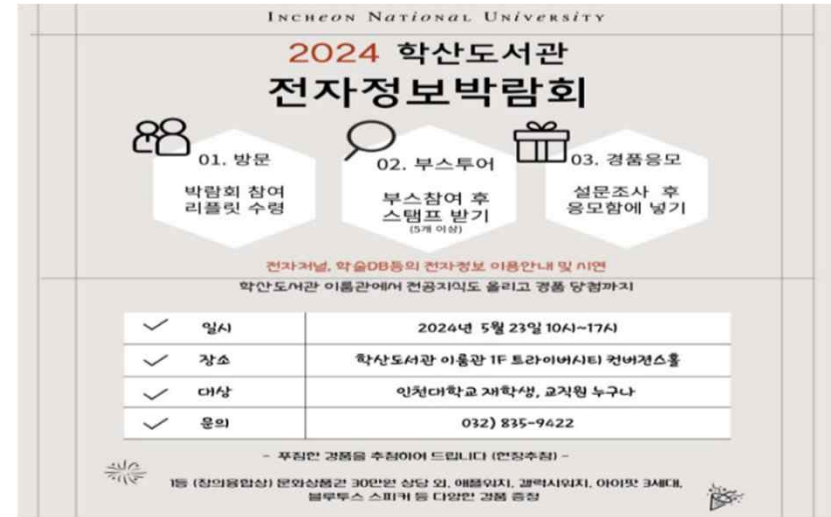 INCHEON NATIONAL UNIVERSITY
2024 학산도서관
전자정보박람회
01. 방문
박람회 참여
리플릿 수령
02. 부스투어
부스참여 후
스탬프 받기
(5개 이상)
03. 경품응모
설문조사 후
응모함에 넣기
전자저널, 학술DB등의 전자정보 이용안내 및 시연
학산도서관 이룸관에서 전공지식도 올리고 경품 당첨까지
일시 2024년 5월 23일 10시~17시
장소 학산도서관 이룸관 1F 트라이버시티 컨버젼스홀
대상 인천대학교 재학생, 교직원 누구나
문의 032) 835-9422
- 푸짐한 경품을 추첨하여 드립니다 (현장추첨) -
1등 (창의융합상) 문화상품권 30만원 상당 외, 애플워치, 갤럭시워치, 아이팟 3세대,
블루투스 스피커 등 다양한 경품 증정